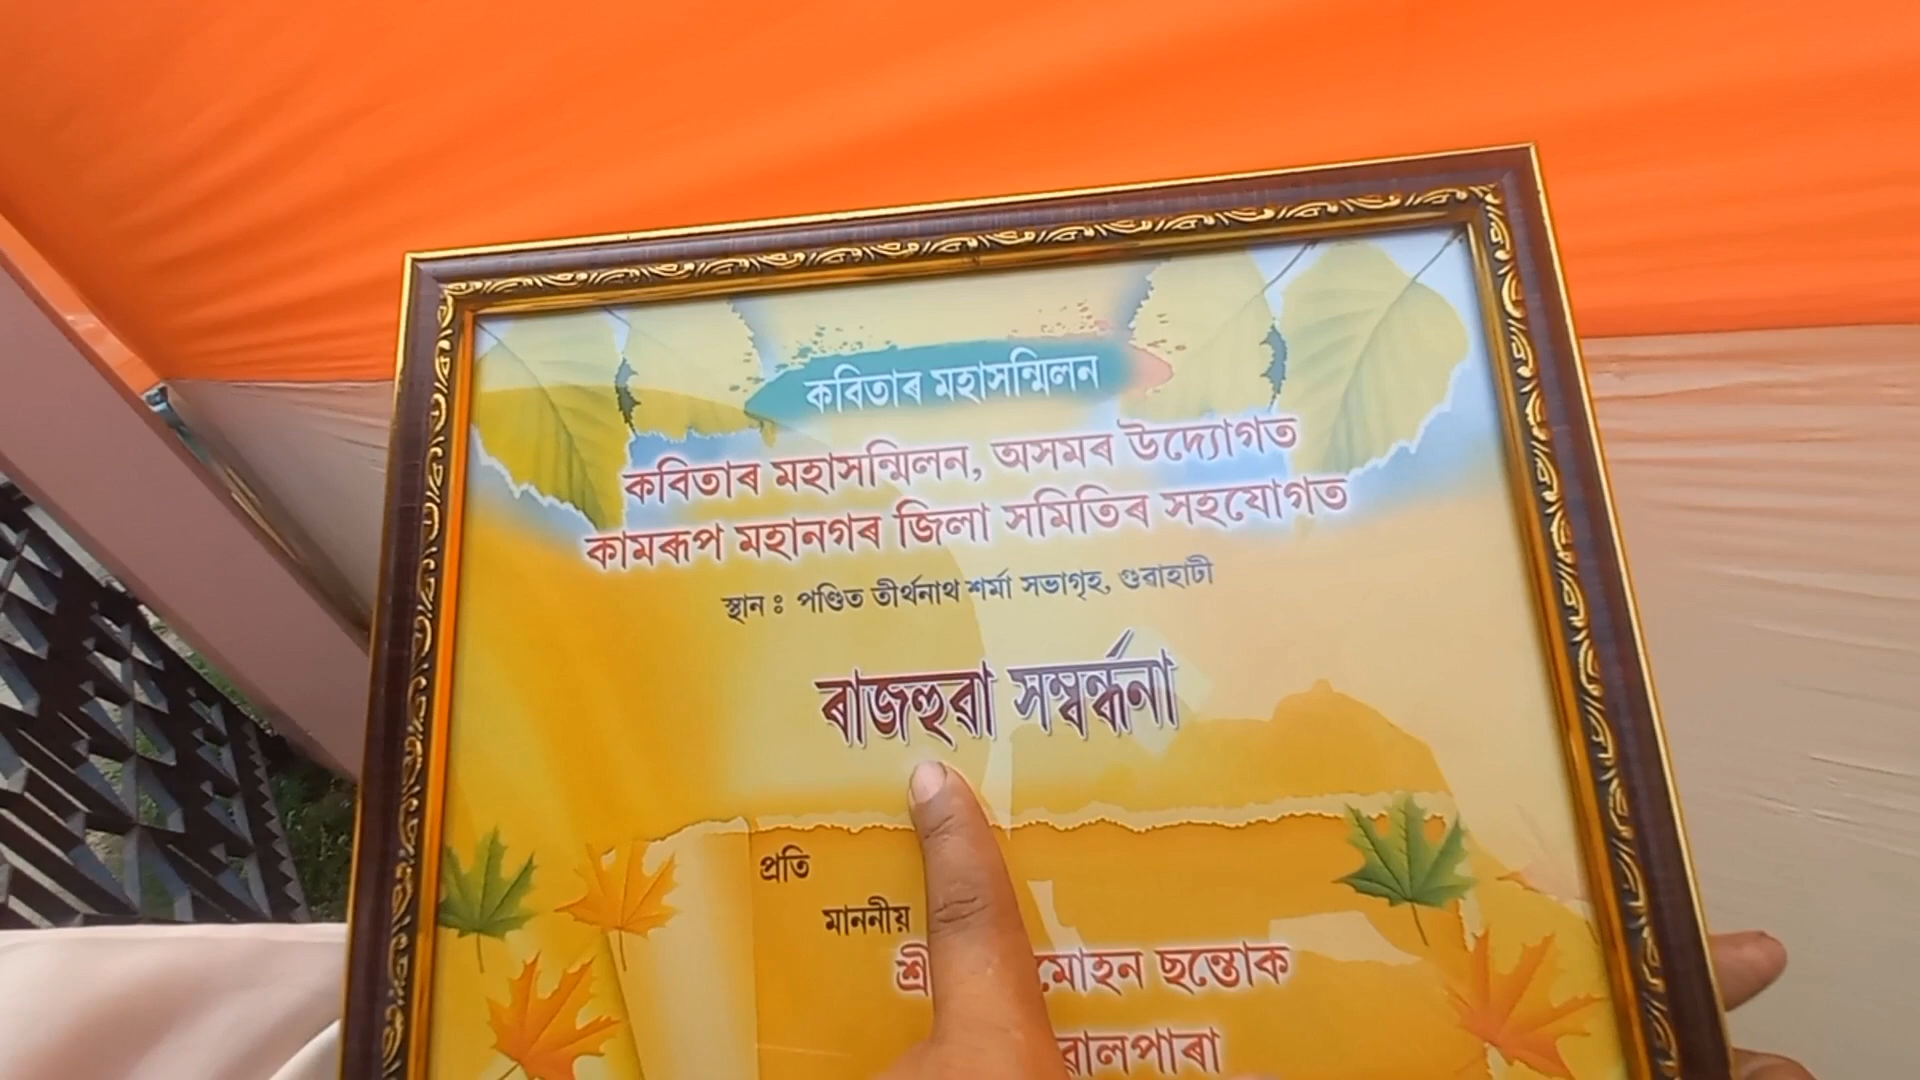 কবিতাৰ মহাসন্মিলন
কবিতাৰ মহাসন্মিলন, অসমৰ উদ্যোগত
কামৰূপ মহানগৰ জিলা সমিতিৰ সহযোগত
স্থান ঃ পণ্ডিত তীৰ্থনাথ শৰ্মা সভাগৃহ, গুৱাহাটী
ৰাজহুৱা সম্বৰ্দ্ধনা
প্ৰতি
মাননীয়
ছন্তোক